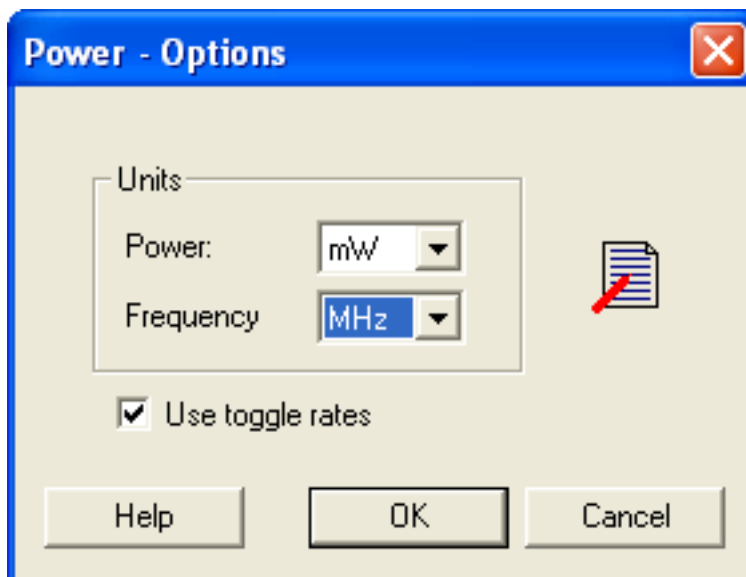 Power - Options
Units
Power: mW
Frequency MHz
Use toggle rates
Help OK Cancel